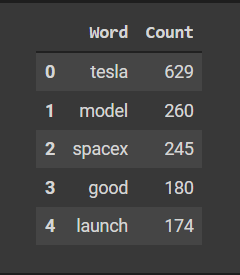 Word Count
0 tesla 629
1 model 260
2 spacex 245
3 good 180
4 launch 174